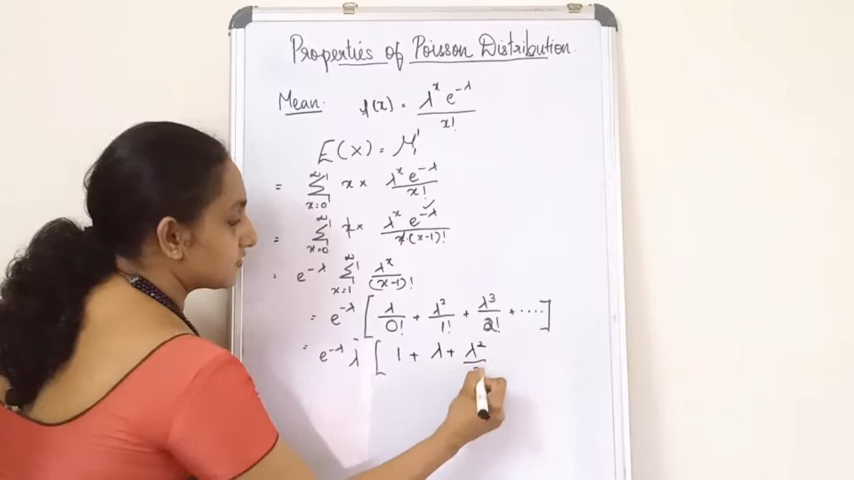 Properties of Poisson Distribution.
Mean. f(x) = λ^x e^-λ / x!
E(x) = μ₁'
= Σ_{x=0}^∞ x × λ^x e^-λ / x!
= Σ_{x=0}^∞ x × λ^x e^-λ / x·(x-1)!
= e^-λ Σ_{x=1}^∞ λ^x / (x-1)!
= e^-λ [ λ/0! + λ²/1! + λ³/2! + ....]
= e^-λ λ [ 1 + λ + λ²